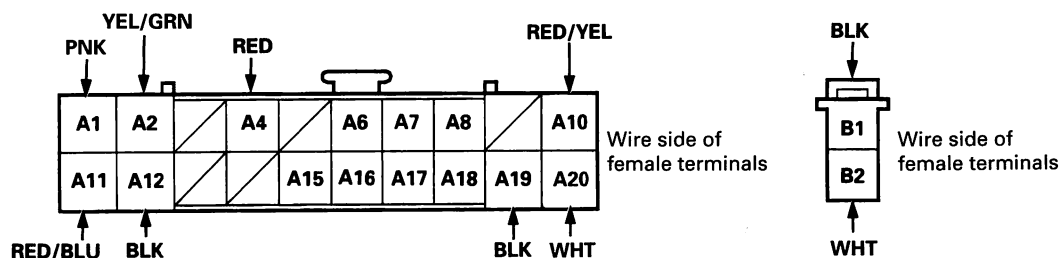 YEL/GRN
PNK
RED
RED/YEL
BLK
A1 A2 A4 A6 A7 A8 A10
A11 A12 A15 A16 A17 A18 A19 A20
Wire side of
female terminals
B1
B2
Wire side of
female terminals
RED/BLU BLK BLK WHT
WHT